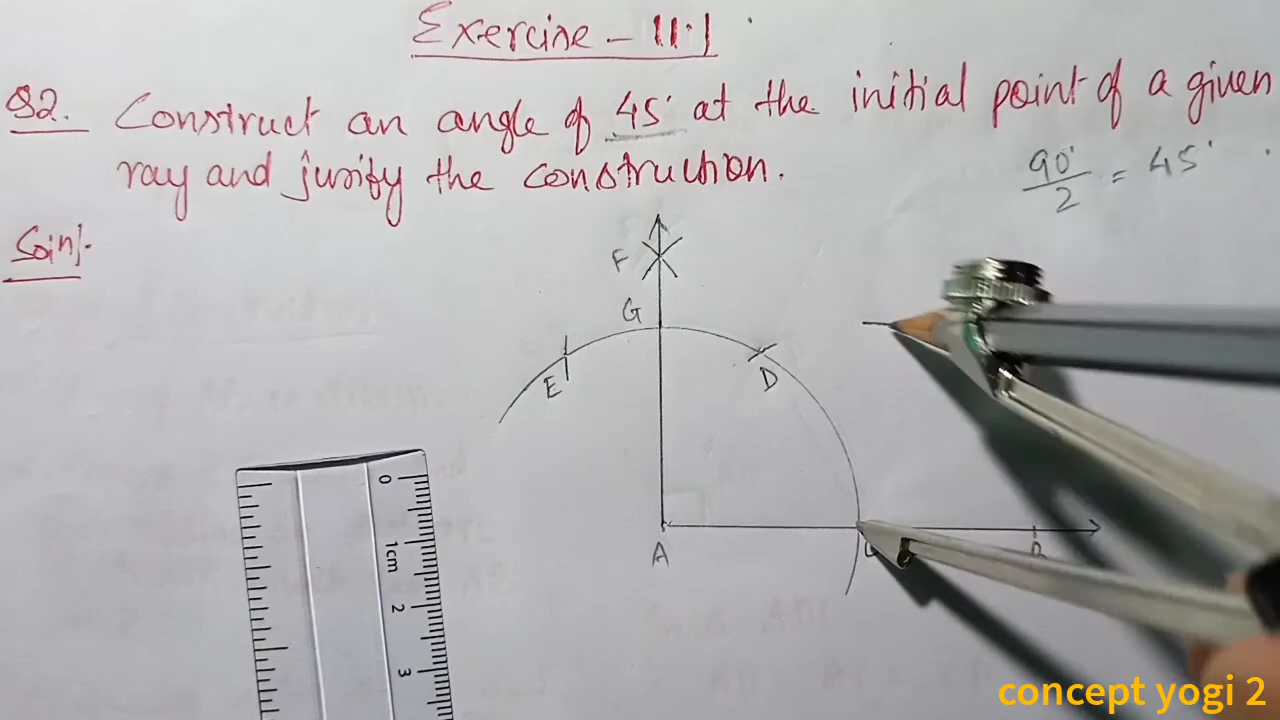 Exercise - 11.1
Q2. Construct an angle of 45° at the initial point of a given
ray and justify the construction.
90°/2 = 45°
Soln:-
F
G
E
D
A
B
0
1cm
2
3
concept yogi 2